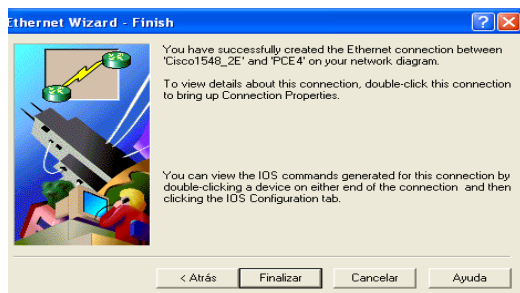 Ethernet Wizard - Finish
You have successfully created the Ethernet connection between
'Cisco1548_2E' and 'PCE4' on your network diagram.
To view details about this connection, double-click this connection
to bring up Connection Properties.
You can view the IOS commands generated for this connection by
double-clicking a device on either end of the connection and then
clicking the IOS Configuration tab.
< Atrás Finalizar Cancelar Ayuda